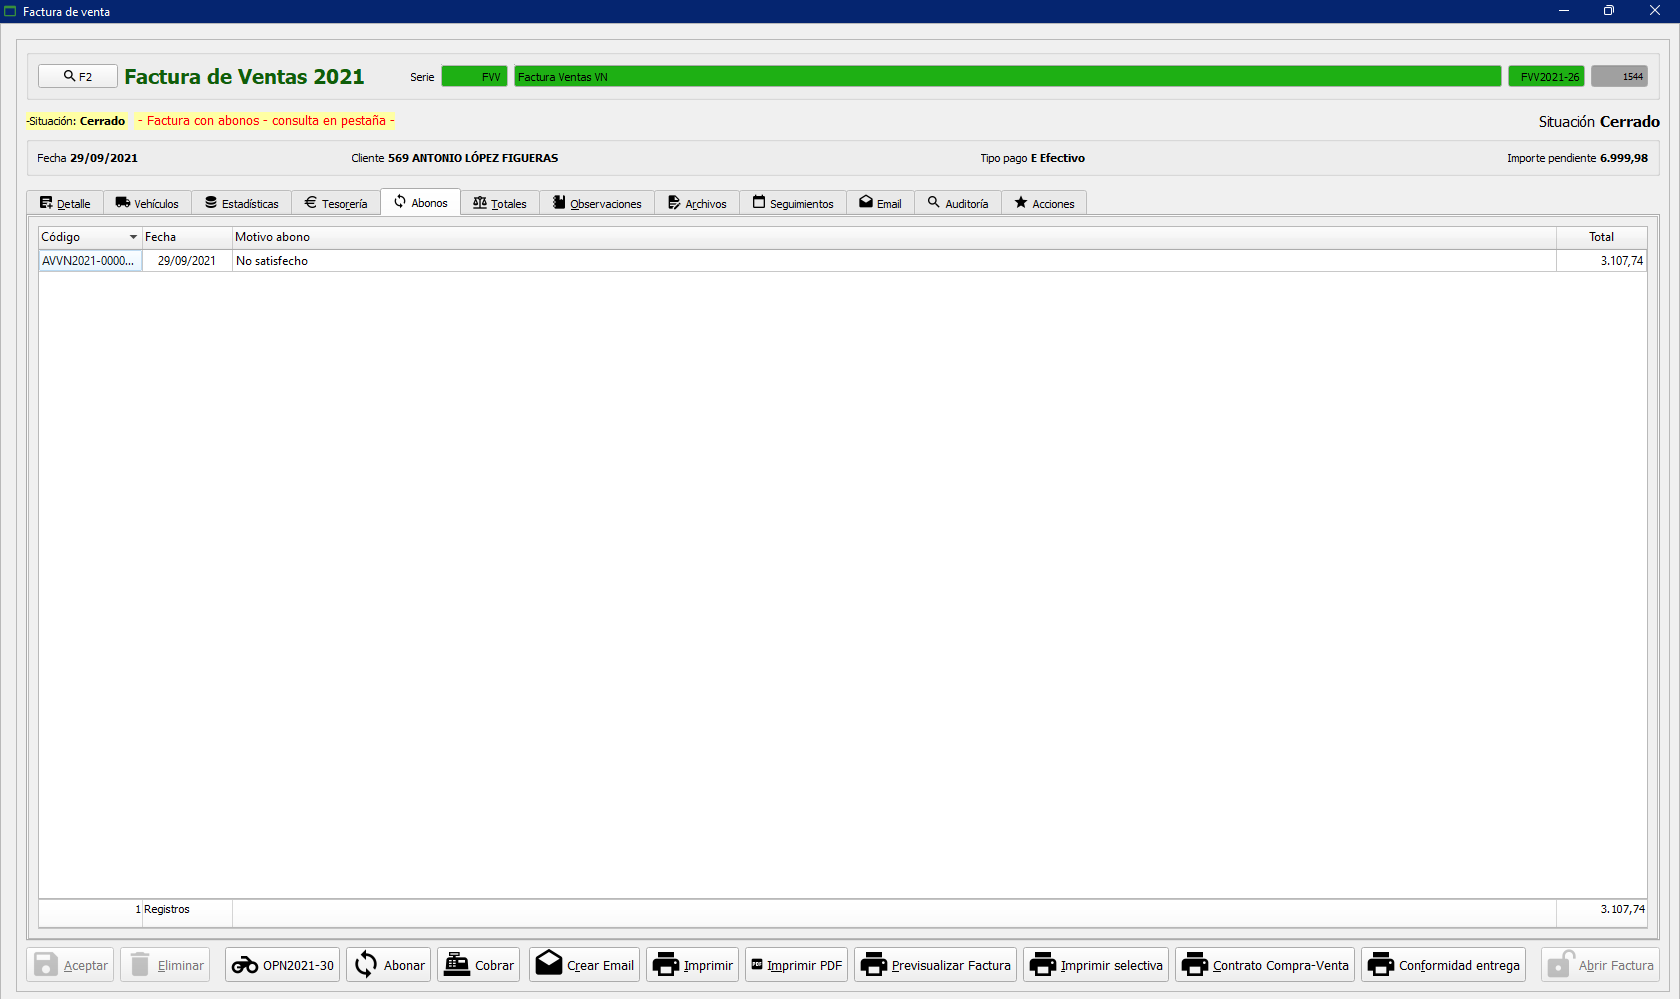 Factura de venta
F2 Factura de Ventas 2021 Serie FVV Factura Ventas VN FVV2021-26 1544
-Situación: Cerrado - Factura con abonos - consulta en pestaña - Situación Cerrado
Fecha 29/09/2021 Cliente 569 ANTONIO LÓPEZ FIGUERAS Tipo pago E Efectivo Importe pendiente 6.999,98
Detalle Vehículos Estadísticas Tesorería Abonos Totales Observaciones Archivos Seguimientos Email Auditoría Acciones
Código Fecha Motivo abono Total
AVVN2021-0000... 29/09/2021 No satisfecho 3.107,74
1 Registros 3.107,74
Aceptar Eliminar OPN2021-30 Abonar Cobrar Crear Email Imprimir PDF Imprimir PDF Previsualizar Factura Imprimir selectiva Contrato Compra-Venta Conformidad entrega Abrir Factura